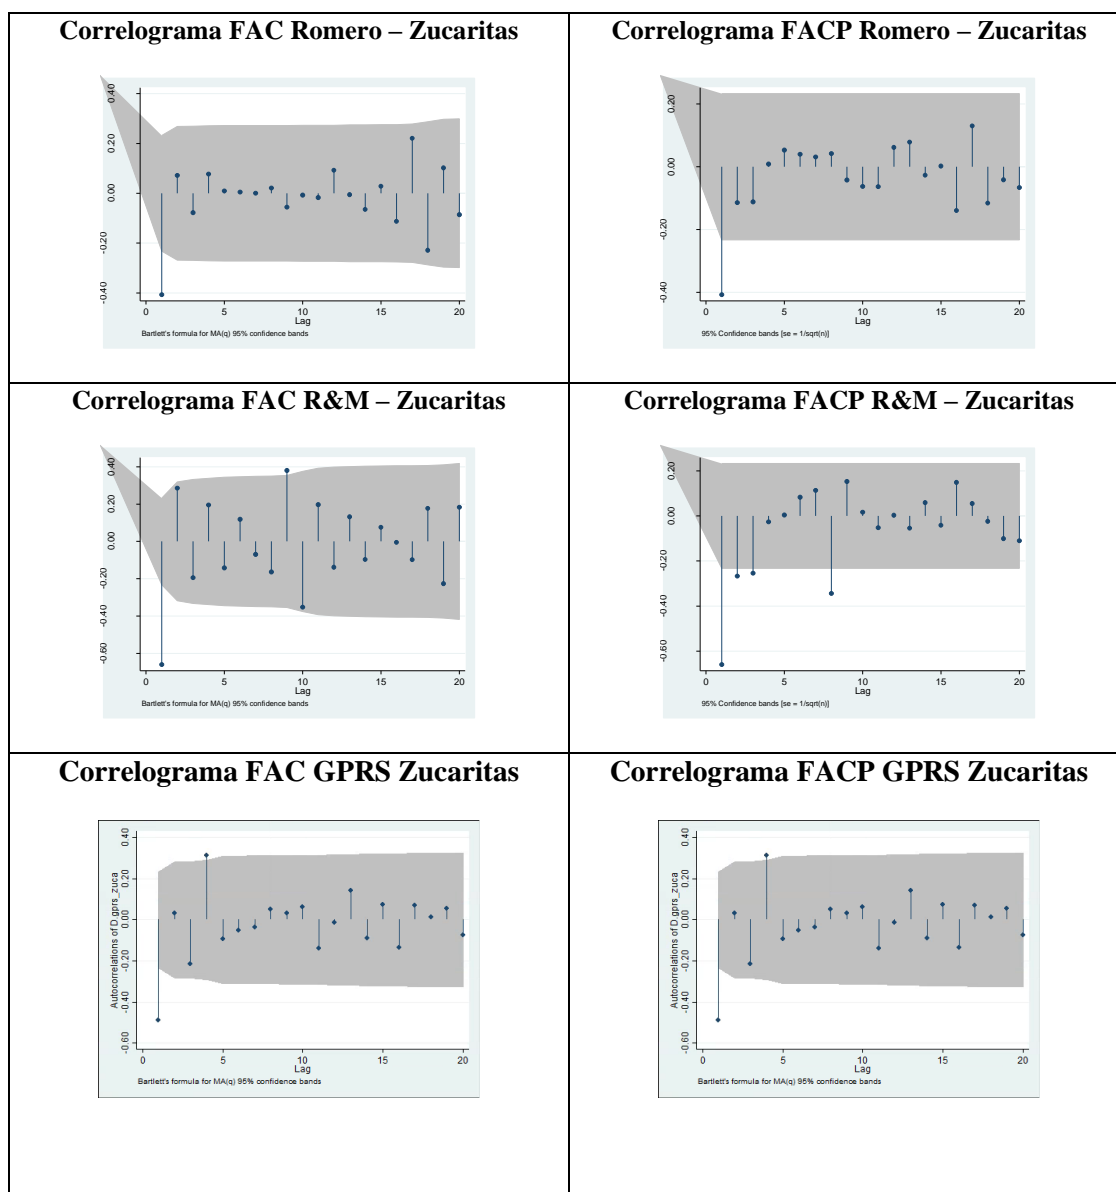 Correlograma FAC Romero – Zucaritas
0.40
0.20
0.00
-0.20
-0.40
0 5 10 15 20
Lag
Bartlett's formula for MA(q) 95% confidence bands
Correlograma FACP Romero – Zucaritas
0.20
0.00
-0.20
-0.40
0 5 10 15 20
Lag
95% Confidence bands [se = 1/sqrt(n)]
Correlograma FAC R&M – Zucaritas
0.40
0.20
0.00
-0.20
-0.40
-0.60
0 5 10 15 20
Lag
Bartlett's formula for MA(q) 95% confidence bands
Correlograma FACP R&M – Zucaritas
0.20
0.00
-0.20
-0.40
-0.60
0 5 10 15 20
Lag
95% Confidence bands [se = 1/sqrt(n)]
Correlograma FAC GPRS Zucaritas
Autocorrelations of D.gprs_zuca
0.40
0.20
0.00
-0.20
-0.40
-0.60
0 5 10 15 20
Lag
Bartlett's formula for MA(q) 95% confidence bands
Correlograma FACP GPRS Zucaritas
Autocorrelations of D.gprs_zuca
0.40
0.20
0.00
-0.20
-0.40
-0.60
0 5 10 15 20
Lag
Bartlett's formula for MA(q) 95% confidence bands